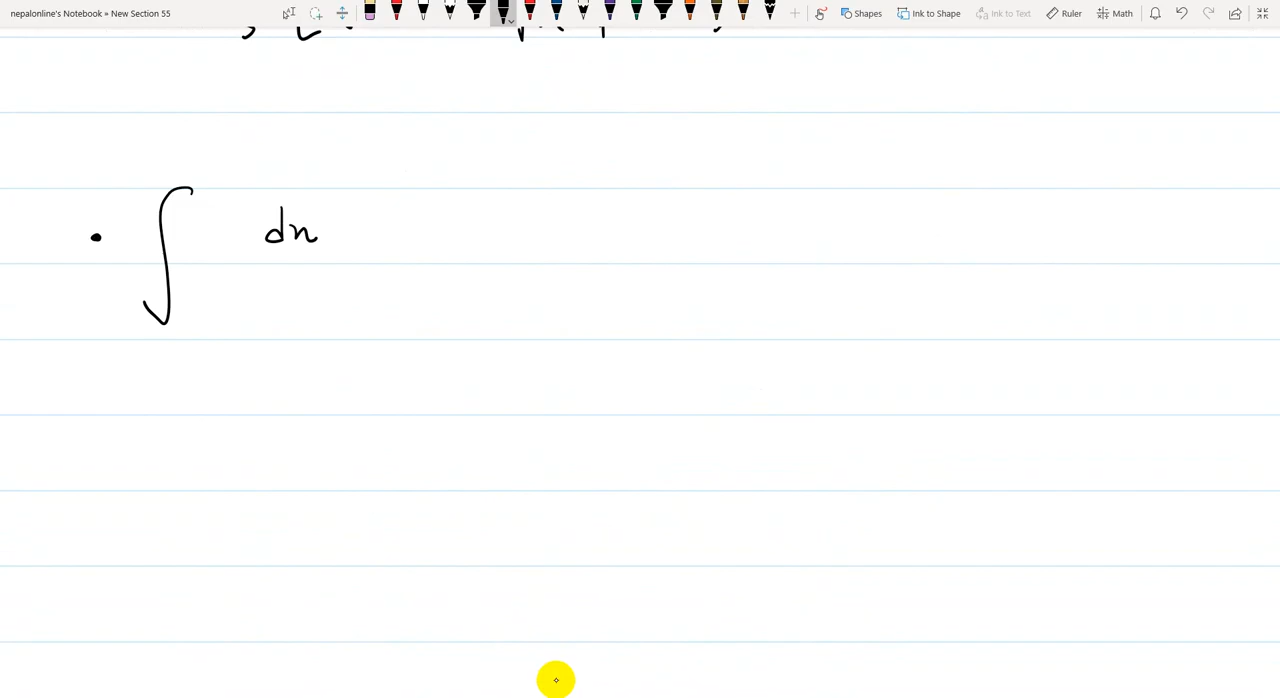 nepalonline's Notebook » New Section 55
Shapes Ink to Shape Ink to Text Ruler Math
• ∫ dn